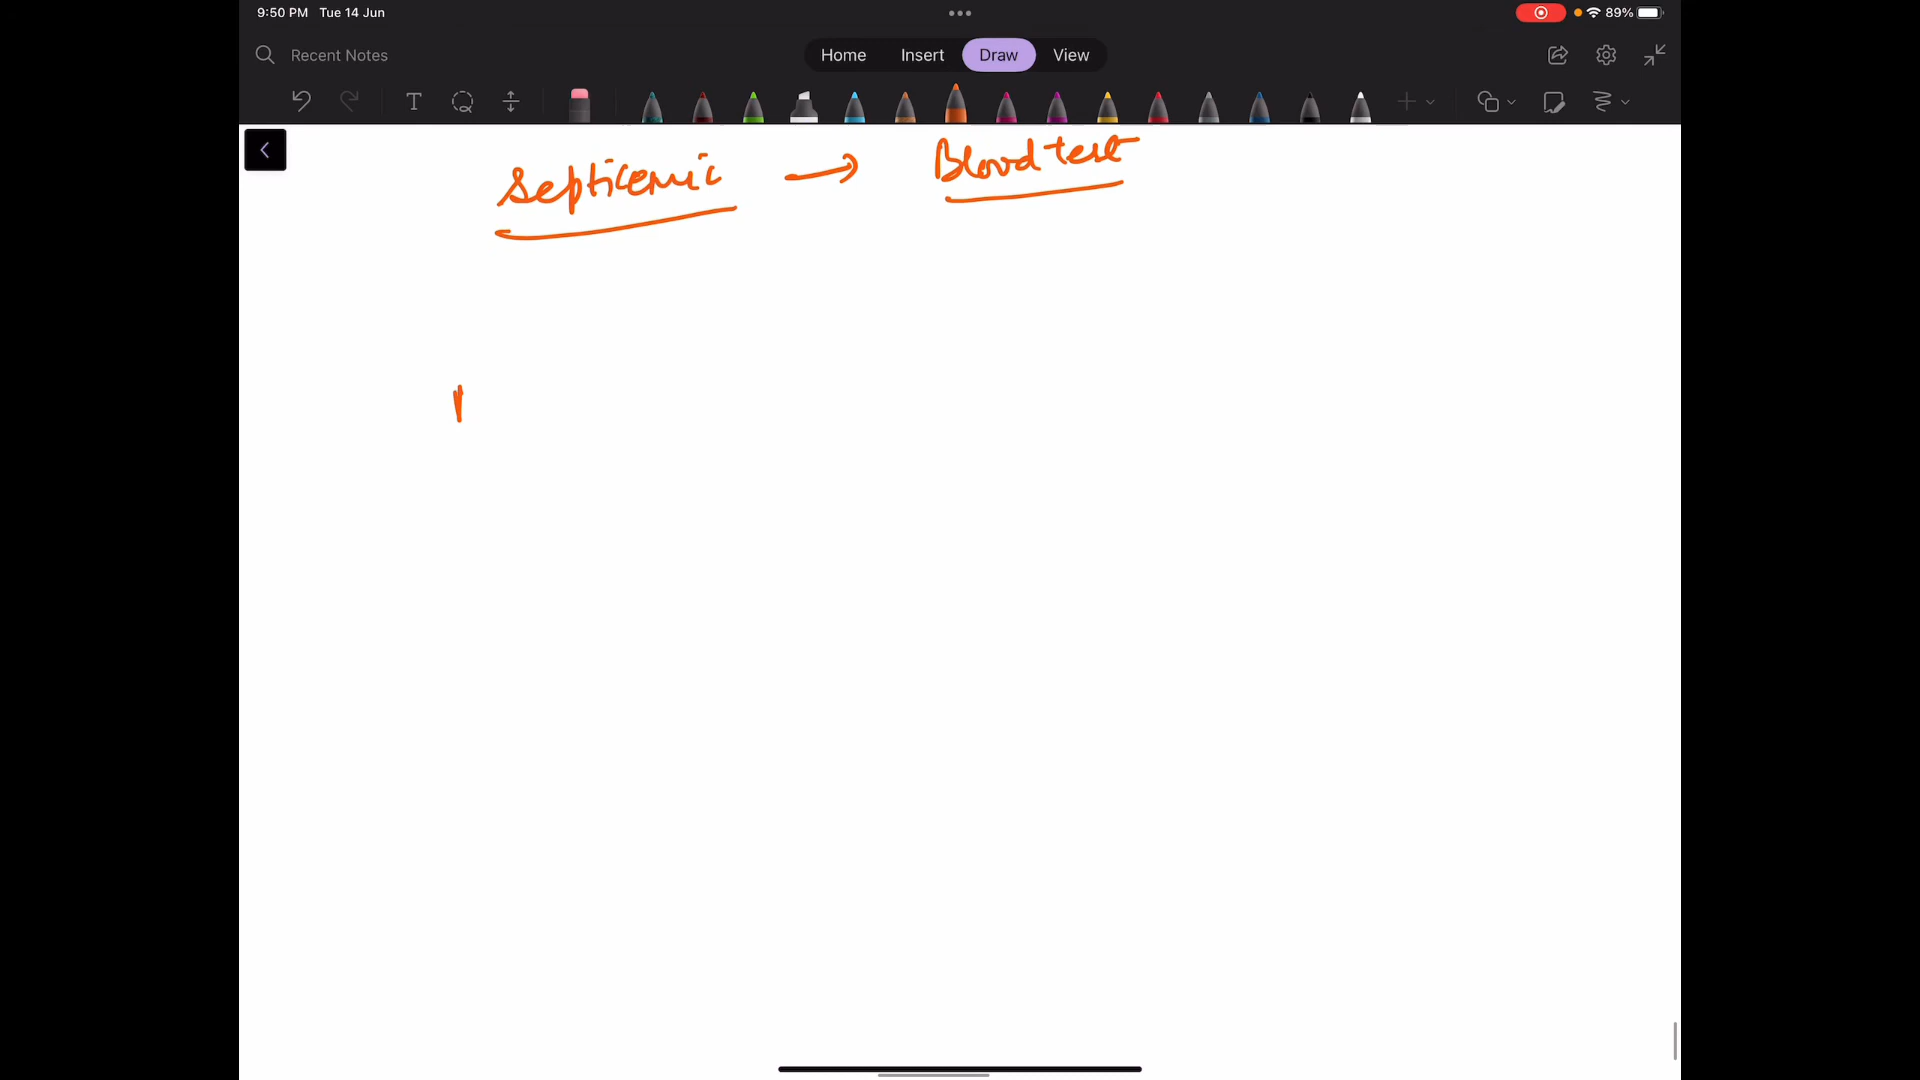 9:50 PM Tue 14 Jun
89%
Recent Notes
Home Insert Draw View
T
Septicemic → Blood test